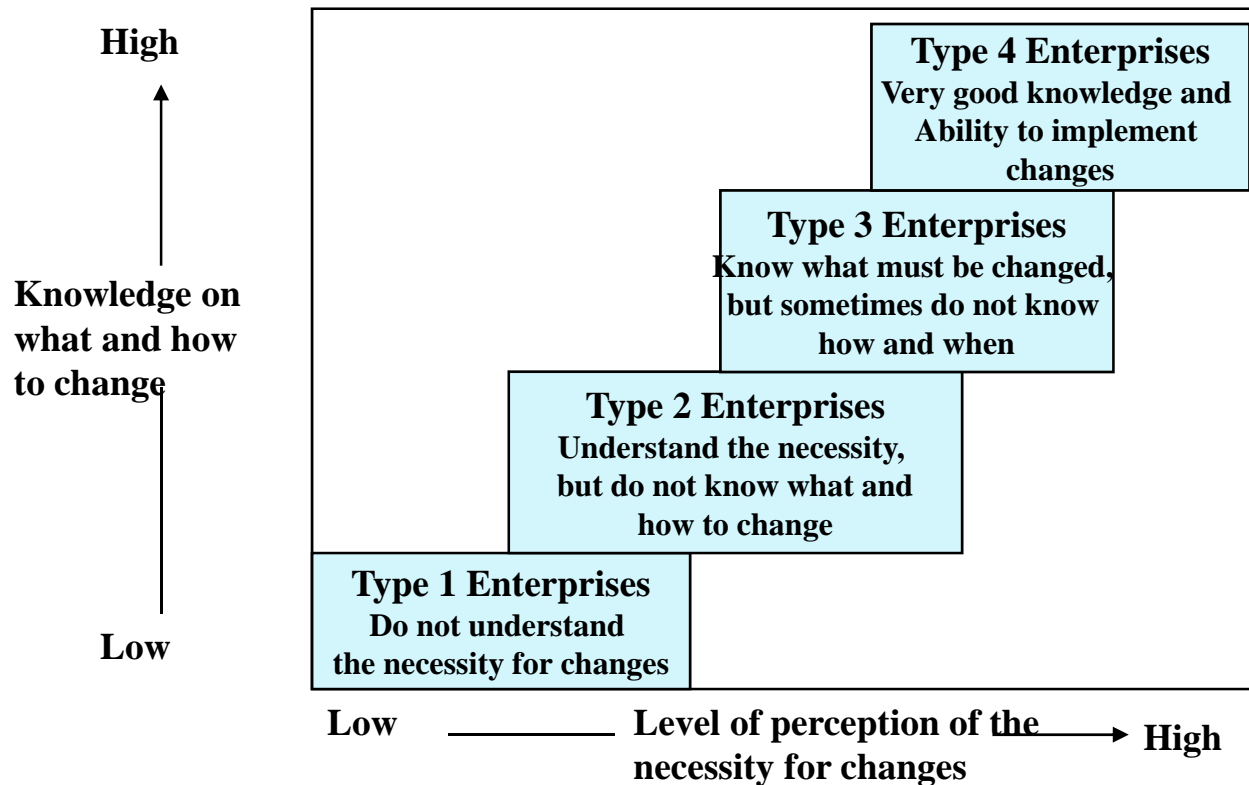 High
Type 4 Enterprises
Very good knowledge and
Ability to implement
changes
Type 3 Enterprises
Know what must be changed,
but sometimes do not know
how and when
Knowledge on
what and how
to change
Type 2 Enterprises
Understand the necessity,
but do not know what and
how to change
Type 1 Enterprises
Do not understand
the necessity for changes
Low
Low
Level of perception of the
necessity for changes
High